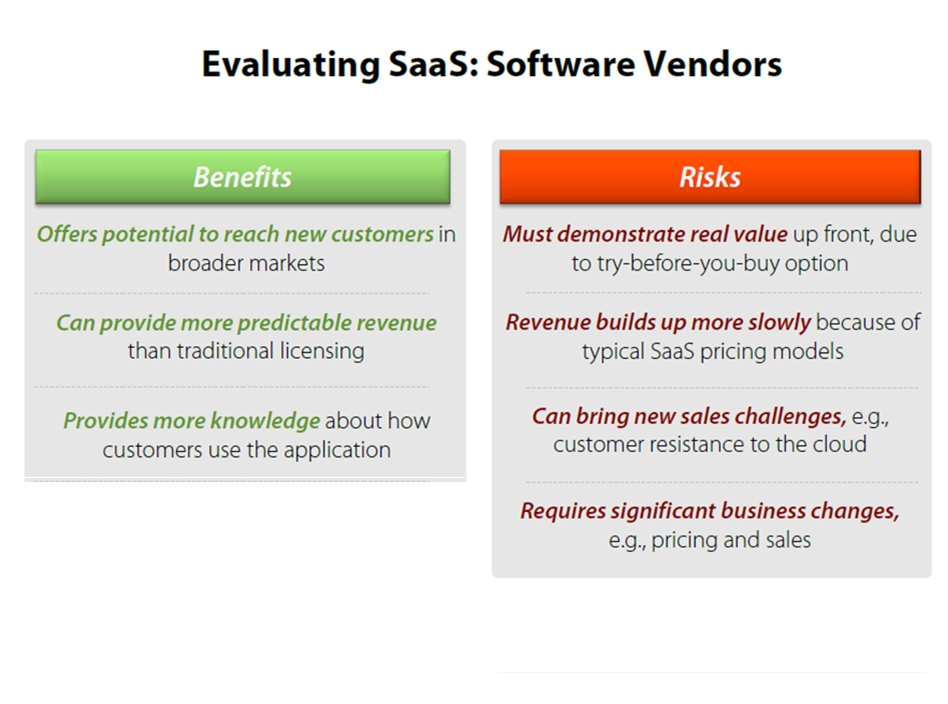 Evaluating SaaS: Software Vendors
Benefits
Offers potential to reach new customers in
broader markets
Can provide more predictable revenue
than traditional licensing
Provides more knowledge about how
customers use the application
Risks
Must demonstrate real value up front, due
to try-before-you-buy option
Revenue builds up more slowly because of
typical SaaS pricing models
Can bring new sales challenges, e.g.,
customer resistance to the cloud
Requires significant business changes,
e.g., pricing and sales